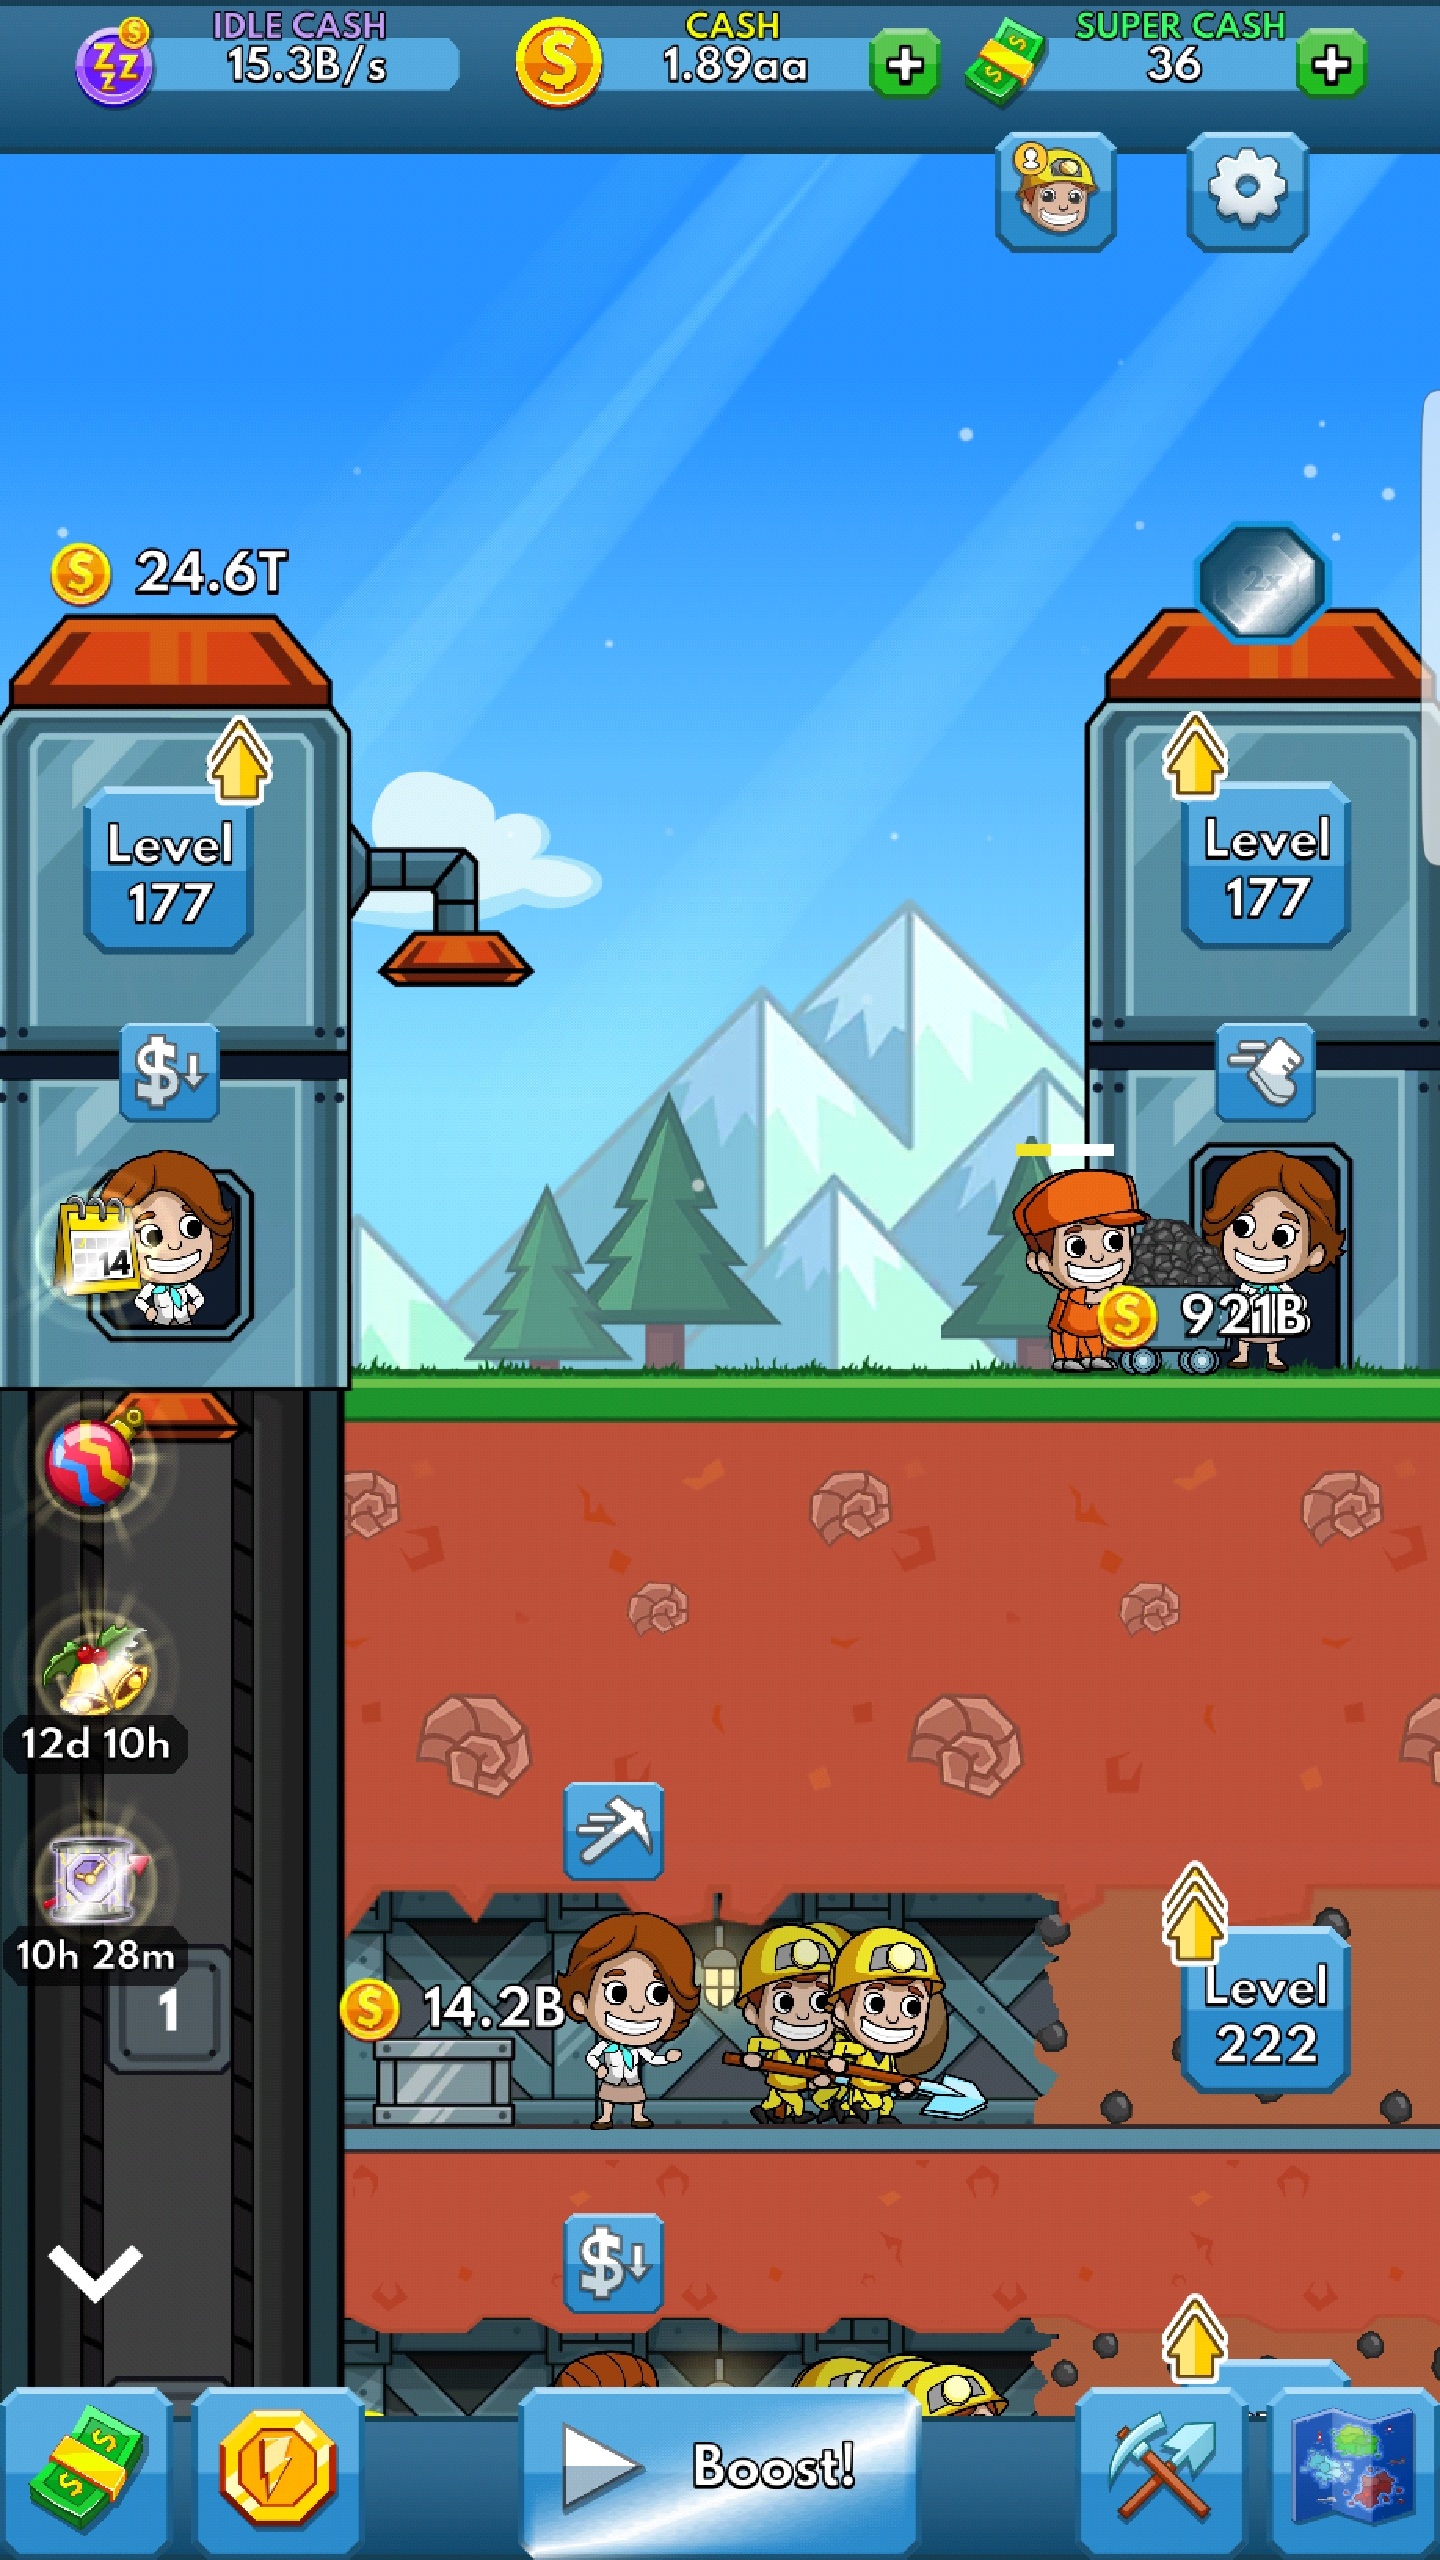 IDLE CASH
15.3B/s
CASH
1.89aa
SUPER CASH
36
24.6T
2x
Level
177
Level
177
14
921B
12d 10h
10h 28m
1
14.2B
Level
222
Boost!